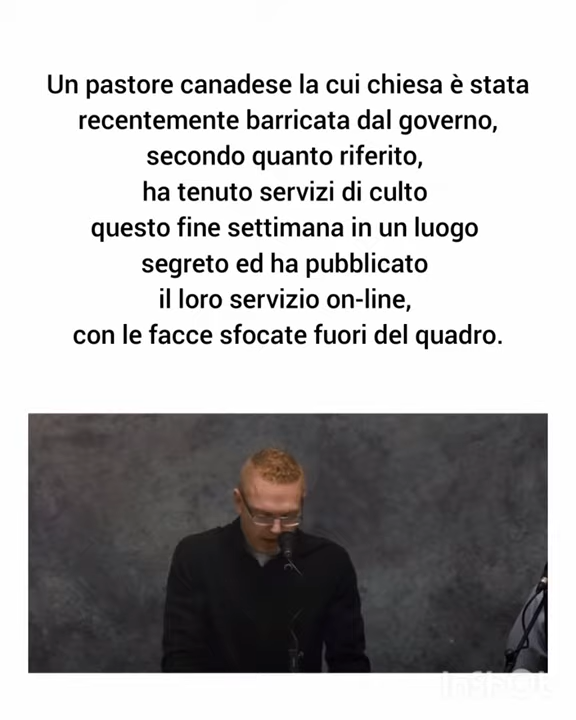 Un pastore canadese la cui chiesa è stata
recentemente barricata dal governo,
secondo quanto riferito,
ha tenuto servizi di culto
questo fine settimana in un luogo
segreto ed ha pubblicato
il loro servizio on-line,
con le facce sfocate fuori del quadro.
InShOt